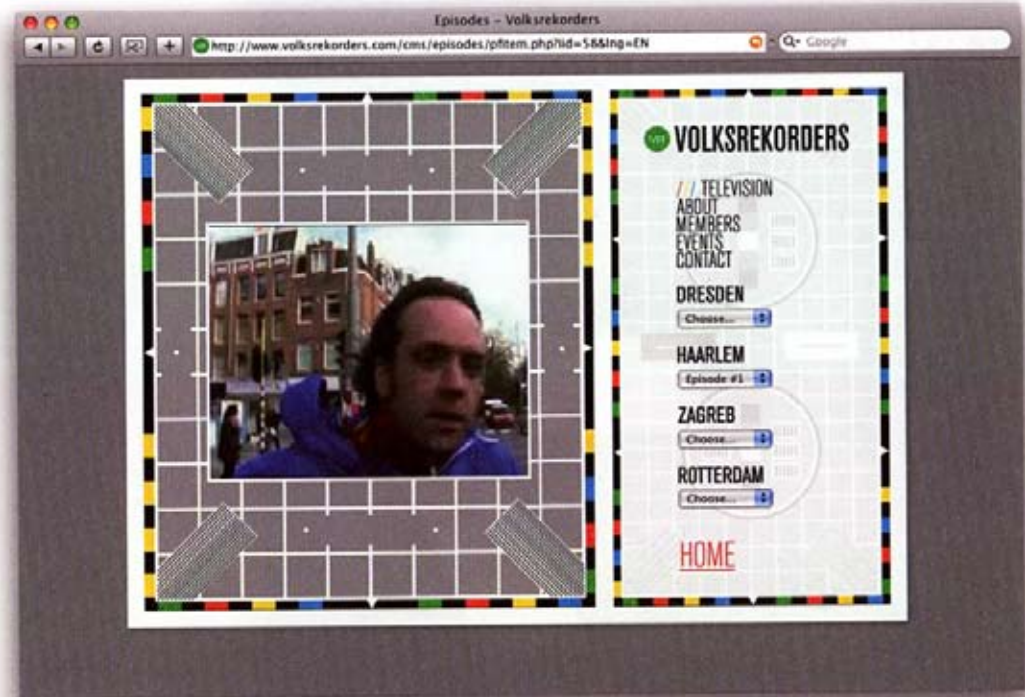 Episodes – Volksrekorders
http://www.volksrekorders.com/cms/episodes/pfitem.php?iid=58&lng=EN
Google
VOLKSREKORDERS
/// TELEVISION
ABOUT
MEMBERS
EVENTS
CONTACT
DRESDEN
Choose...
HAARLEM
Episode #1
ZAGREB
Choose...
ROTTERDAM
Choose...
HOME